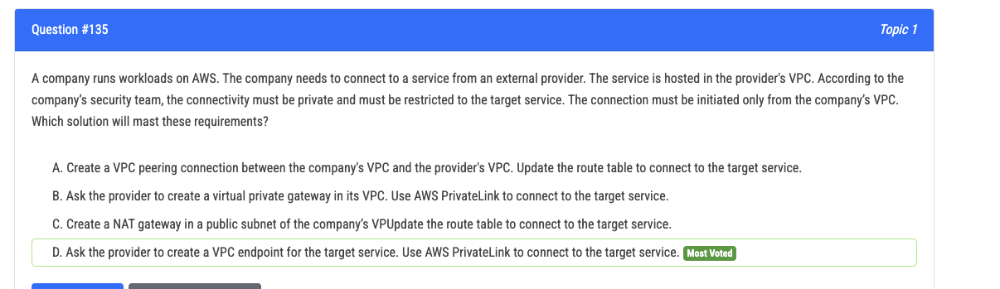 Question #135
Topic 1
A company runs workloads on AWS. The company needs to connect to a service from an external provider. The service is hosted in the provider's VPC. According to the
company’s security team, the connectivity must be private and must be restricted to the target service. The connection must be initiated only from the company’s VPC.
Which solution will mast these requirements?
A. Create a VPC peering connection between the company's VPC and the provider's VPC. Update the route table to connect to the target service.
B. Ask the provider to create a virtual private gateway in its VPC. Use AWS PrivateLink to connect to the target service.
C. Create a NAT gateway in a public subnet of the company’s VPUpdate the route table to connect to the target service.
D. Ask the provider to create a VPC endpoint for the target service. Use AWS PrivateLink to connect to the target service. Most Voted